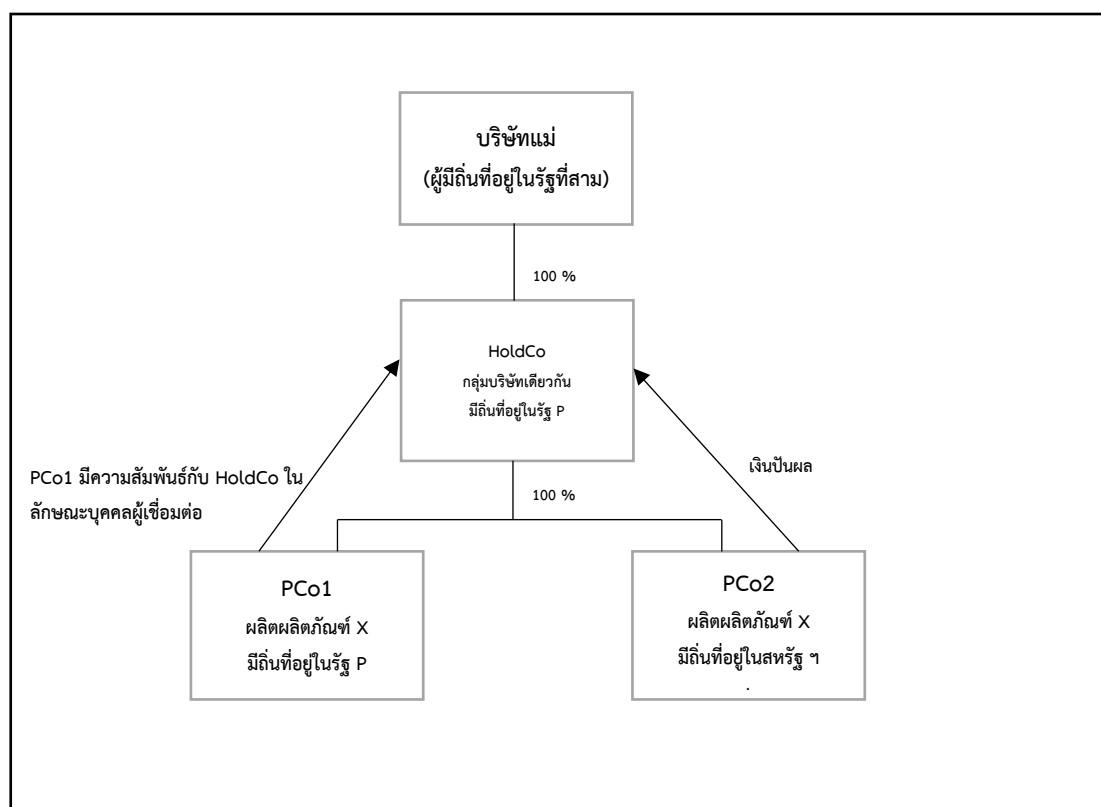 บริษัทแม่
(ผู้มีถิ่นที่อยู่ในรัฐที่สาม)
100 %
HoldCo
กลุ่มบริษัทเดียวกัน
มีถิ่นที่อยู่ในรัฐ P
PCo1 มีความสัมพันธ์กับ HoldCo ใน
ลักษณะบุคคลผู้เชื่อมต่อ
เงินปันผล
100 %
PCo1
ผลิตผลิตภัณฑ์ X
มีถิ่นที่อยู่ในรัฐ P
PCo2
ผลิตผลิตภัณฑ์ X
มีถิ่นที่อยู่ในสหรัฐ ฯ
.